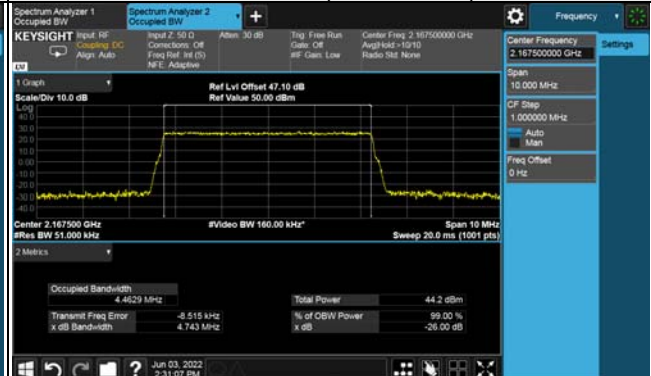 Spectrum Analyzer 1
Occupied BW
Spectrum Analyzer 2
Occupied BW
+
Frequency
KEYSIGHT
Input: RF
Coupling: DC
Align: Auto
Input Z: 50 Ω
Corrections: Off
Freq Ref: Int (S)
NFE: Adaptive
Atten: 30 dB
Trig: Free Run
Gate: Off
#IF Gain: Low
Center Freq: 2.167500000 GHz
Avg|Hold:>10/10
Radio Std: None
Center Frequency
2.167500000 GHz
Settings
Span
10.000 MHz
CF Step
1.000000 MHz
Auto
Man
Freq Offset
0 Hz
1 Graph
Scale/Div 10.0 dB
Ref Lvl Offset 47.10 dB
Ref Value 50.00 dBm
Log
40.0
30.0
20.0
10.0
0.00
-10.0
-20.0
-30.0
-40.0
Center 2.167500 GHz
#Res BW 51.000 kHz
#Video BW 160.00 kHz*
Span 10 MHz
Sweep 20.0 ms (1001 pts)
2 Metrics
Occupied Bandwidth
4.4629 MHz
Total Power
44.2 dBm
Transmit Freq Error
-8.515 kHz
% of OBW Power
99.00 %
x dB Bandwidth
4.743 MHz
x dB
-26.00 dB
?
Jun 03, 2022
2:31:07 PM